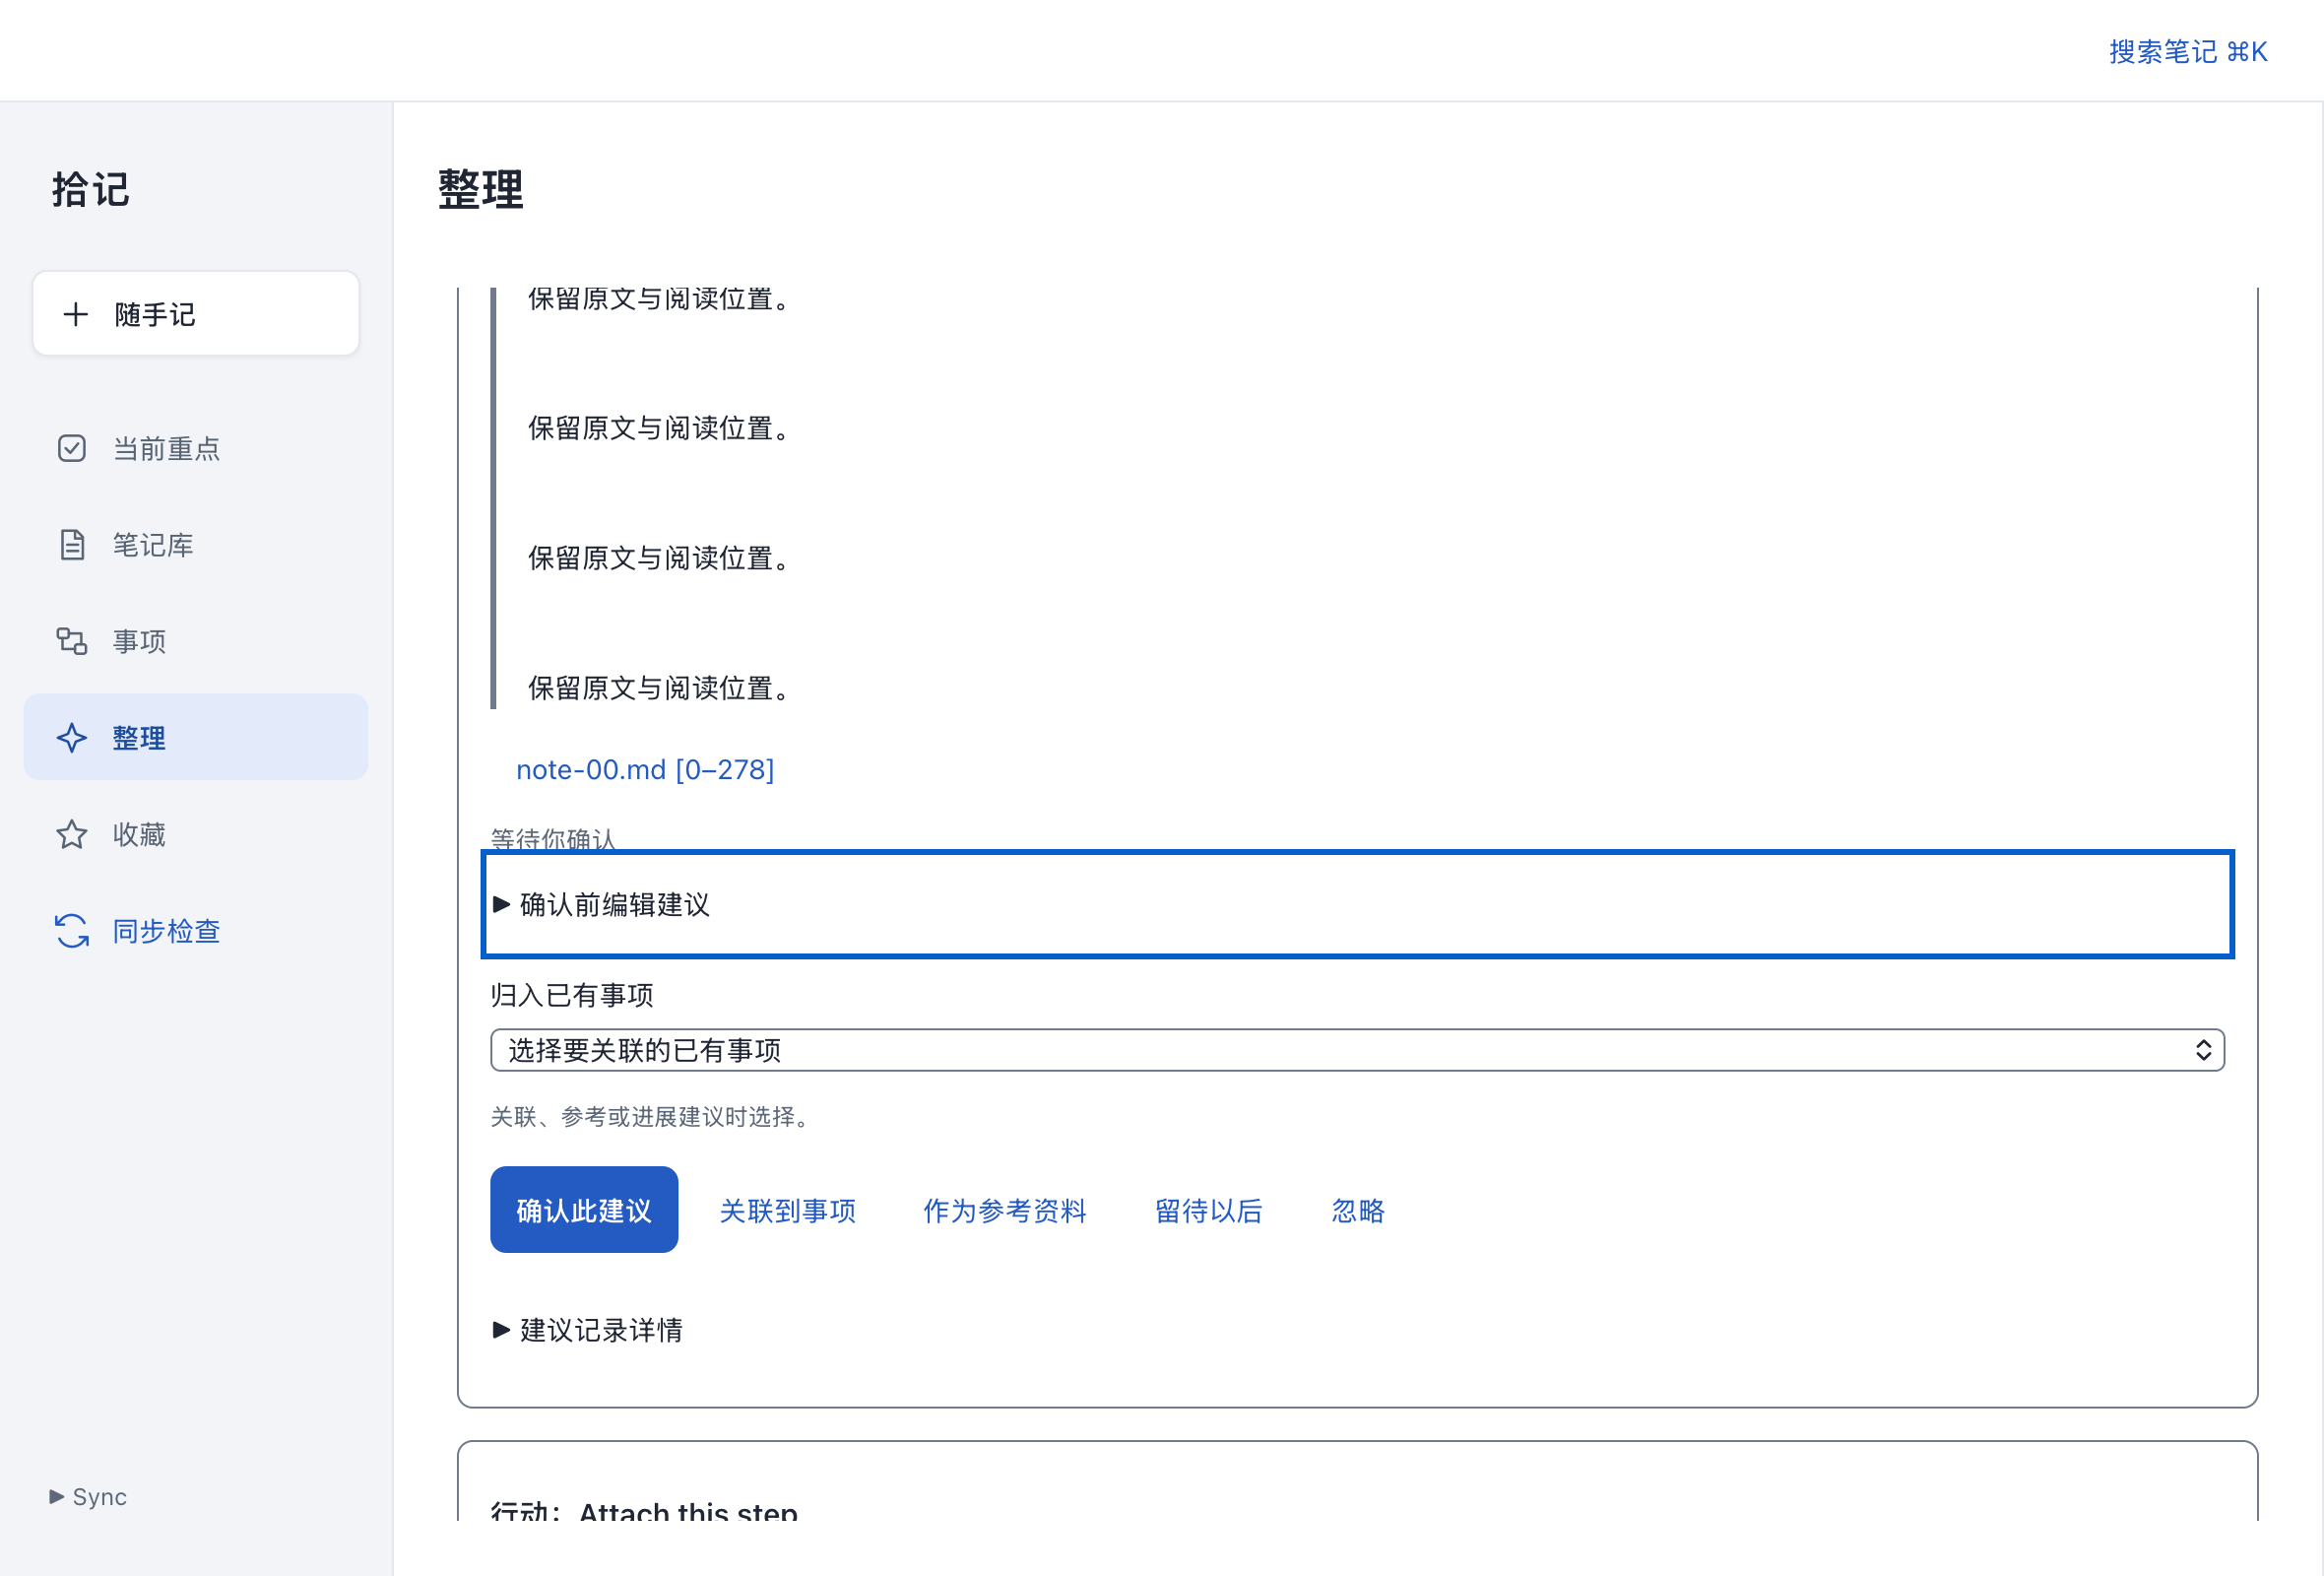 搜索笔记 ⌘K
拾记
随手记
当前重点
笔记库
事项
整理
收藏
同步检查
Sync
整理
保留原文与阅读位置。
保留原文与阅读位置。
保留原文与阅读位置。
保留原文与阅读位置。
note-00.md [0–278]
等待你确认
确认前编辑建议
归入已有事项
选择要关联的已有事项
关联、参考或进展建议时选择。
确认此建议 关联到事项 作为参考资料 留待以后 忽略
建议记录详情
行动：Attach this step